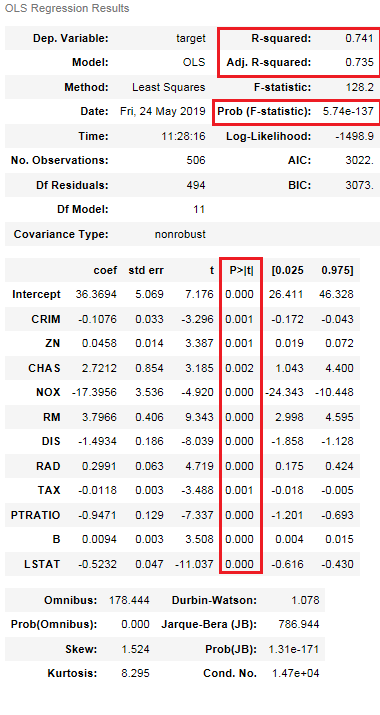 OLS Regression Results
Dep. Variable: target R-squared: 0.741
Model: OLS Adj. R-squared: 0.735
Method: Least Squares F-statistic: 128.2
Date: Fri, 24 May 2019 Prob (F-statistic): 5.74e-137
Time: 11:28:16 Log-Likelihood: -1498.9
No. Observations: 506 AIC: 3022.
Df Residuals: 494 BIC: 3073.
Df Model: 11
Covariance Type: nonrobust
coef std err t P>|t| [0.025 0.975]
Intercept 36.3694 5.069 7.176 0.000 26.411 46.328
CRIM -0.1076 0.033 -3.296 0.001 -0.172 -0.043
ZN 0.0458 0.014 3.387 0.001 0.019 0.072
CHAS 2.7212 0.854 3.185 0.002 1.043 4.400
NOX -17.3956 3.536 -4.920 0.000 -24.343 -10.448
RM 3.7966 0.406 9.343 0.000 2.998 4.595
DIS -1.4934 0.186 -8.039 0.000 -1.858 -1.128
RAD 0.2991 0.063 4.719 0.000 0.175 0.424
TAX -0.0118 0.003 -3.488 0.001 -0.018 -0.005
PTRATIO -0.9471 0.129 -7.337 0.000 -1.201 -0.693
B 0.0094 0.003 3.508 0.000 0.004 0.015
LSTAT -0.5232 0.047 -11.037 0.000 -0.616 -0.430
Omnibus: 178.444 Durbin-Watson: 1.078
Prob(Omnibus): 0.000 Jarque-Bera (JB): 786.944
Skew: 1.524 Prob(JB): 1.31e-171
Kurtosis: 8.295 Cond. No. 1.47e+04